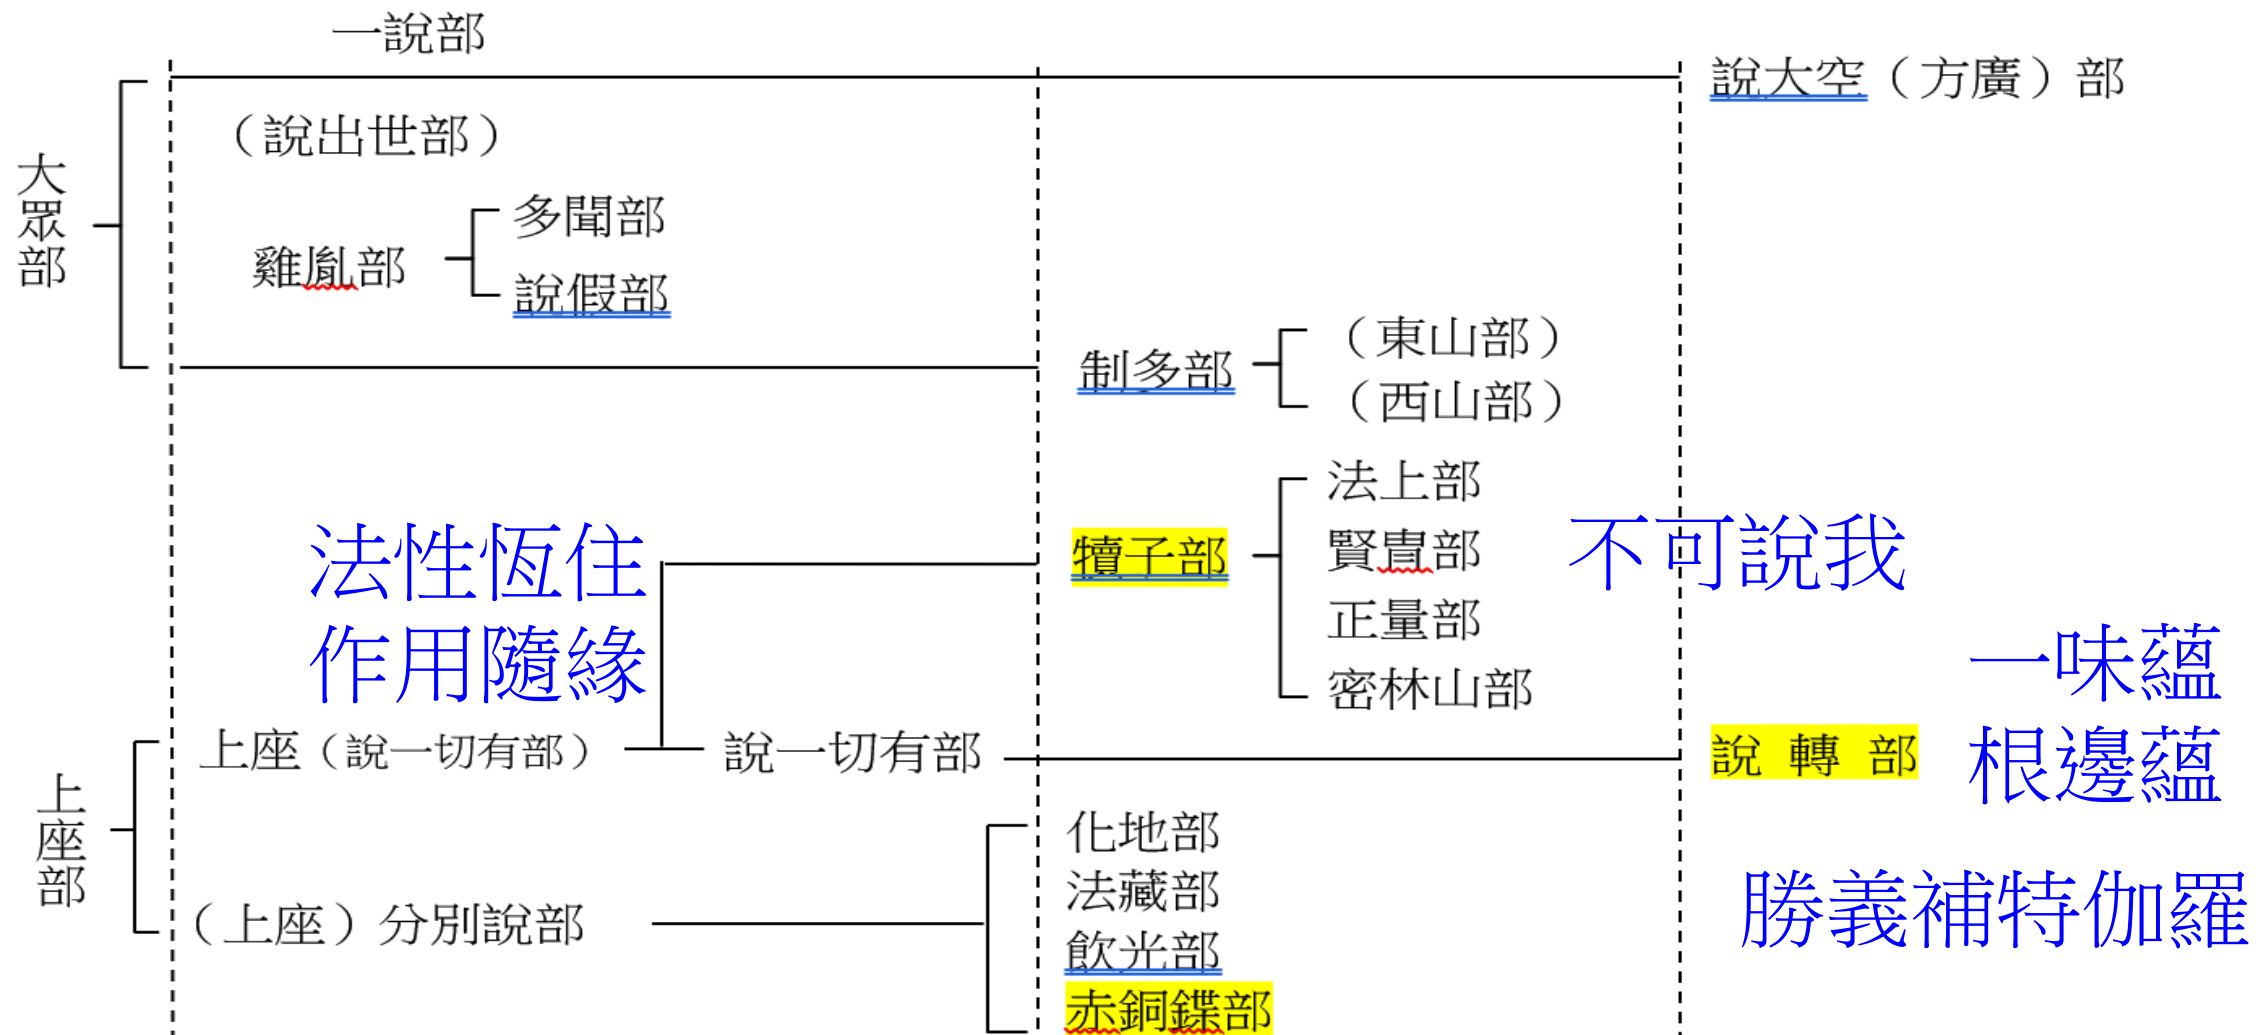 一說部
說大空（方廣）部
（說出世部）
大眾部
多聞部
雞胤部
說假部
（東山部）
制多部
（西山部）
法上部
法性恆住
不可說我
犢子部
賢胄部
作用隨緣
正量部
一味蘊
密林山部
上座（說一切有部）
說一切有部
說 轉 部
根邊蘊
上座部
化地部
法藏部
（上座）分別說部
勝義補特伽羅
飲光部
赤銅鍱部